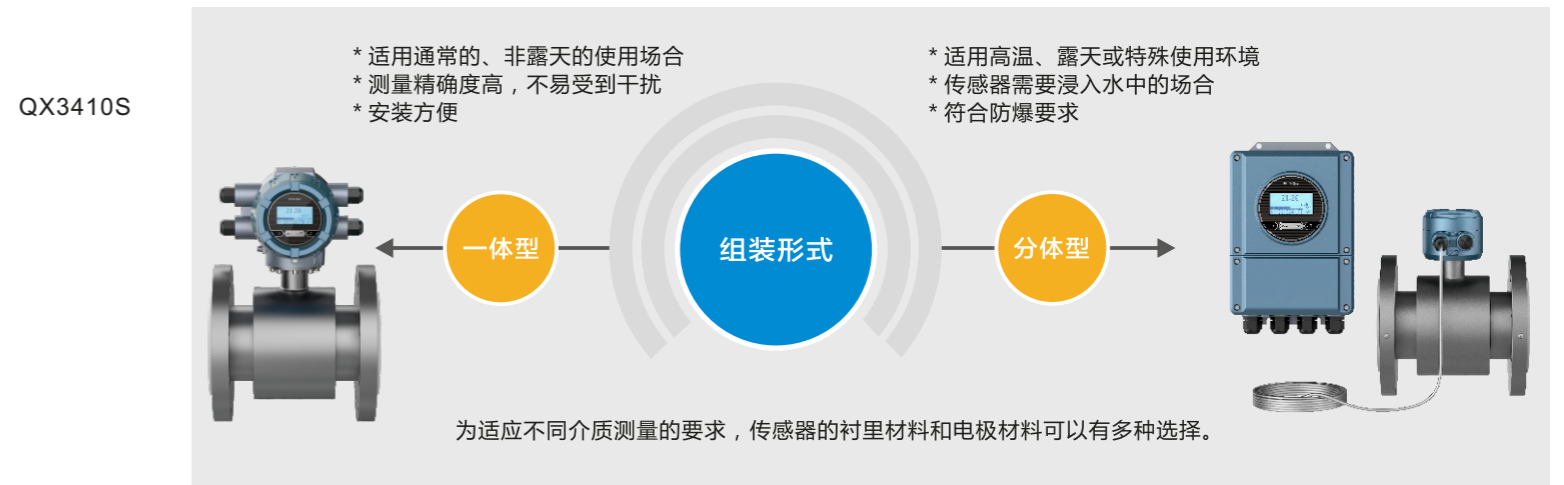 QX3410S
* 适用通常的、非露天的使用场合
* 测量精确度高，不易受到干扰
* 安装方便
* 适用高温、露天或特殊使用环境
* 传感器需要浸入水中的场合
* 符合防爆要求
一体型
组装形式
分体型
为适应不同介质测量的要求，传感器的衬里材料和电极材料可以有多种选择。